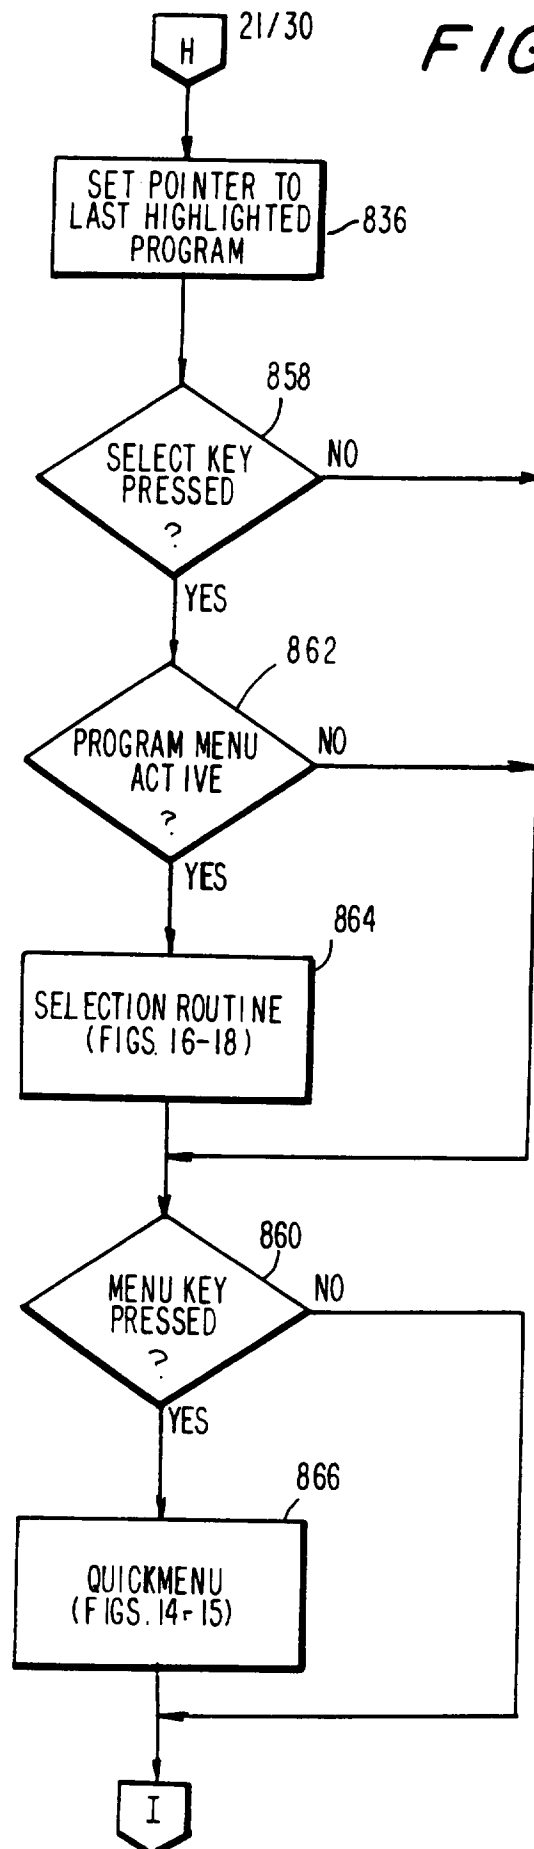 21/30
FIG
H
SET POINTER TO
LAST HIGHLIGHTED
PROGRAM
836
858
SELECT KEY
PRESSED
?
NO
YES
862
PROGRAM MENU
ACTIVE
?
NO
YES
864
SELECTION ROUTINE
(FIGS. 16-18)
860
MENU KEY
PRESSED
?
NO
YES
866
QUICKMENU
(FIGS. 14-15)
I